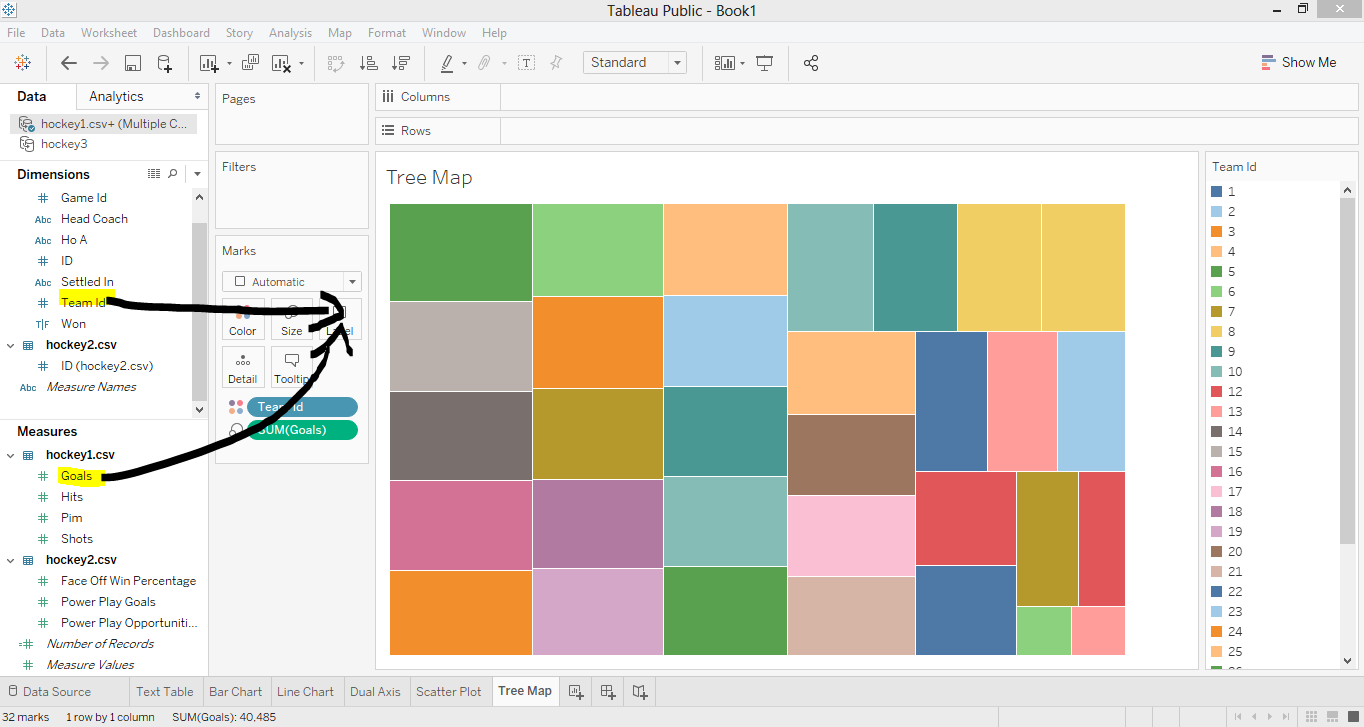 Tableau Public - Book1
File Data Worksheet Dashboard Story Analysis Map Format Window Help
Standard
Show Me
Data Analytics
hockey1.csv+ (Multiple C...
hockey3
Dimensions
# Game Id
Abc Head Coach
Abc Ho A
# ID
Abc Settled In
# Team Id
T|F Won
hockey2.csv
# ID (hockey2.csv)
Abc Measure Names
Measures
hockey1.csv
# Goals
# Hits
# Pim
# Shots
hockey2.csv
# Face Off Win Percentage
# Power Play Goals
# Power Play Opportuniti...
=# Number of Records
# Measure Values
Pages
Filters
Marks
Automatic
Color Size Label
Detail Tooltip
Team Id
SUM(Goals)
Columns
Rows
Tree Map
Team Id
1
2
3
4
5
6
7
8
9
10
12
13
14
15
16
17
18
19
20
21
22
23
24
25
Data Source Text Table Bar Chart Line Chart Dual Axis Scatter Plot Tree Map
32 marks 1 row by 1 column SUM(Goals): 40,485